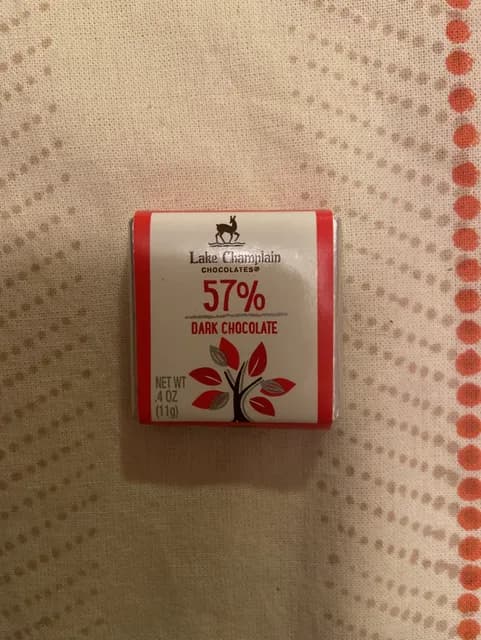 Lake Champlain
CHOCOLATES®
57%
DARK CHOCOLATE
NET WT
.4 OZ
(11g)